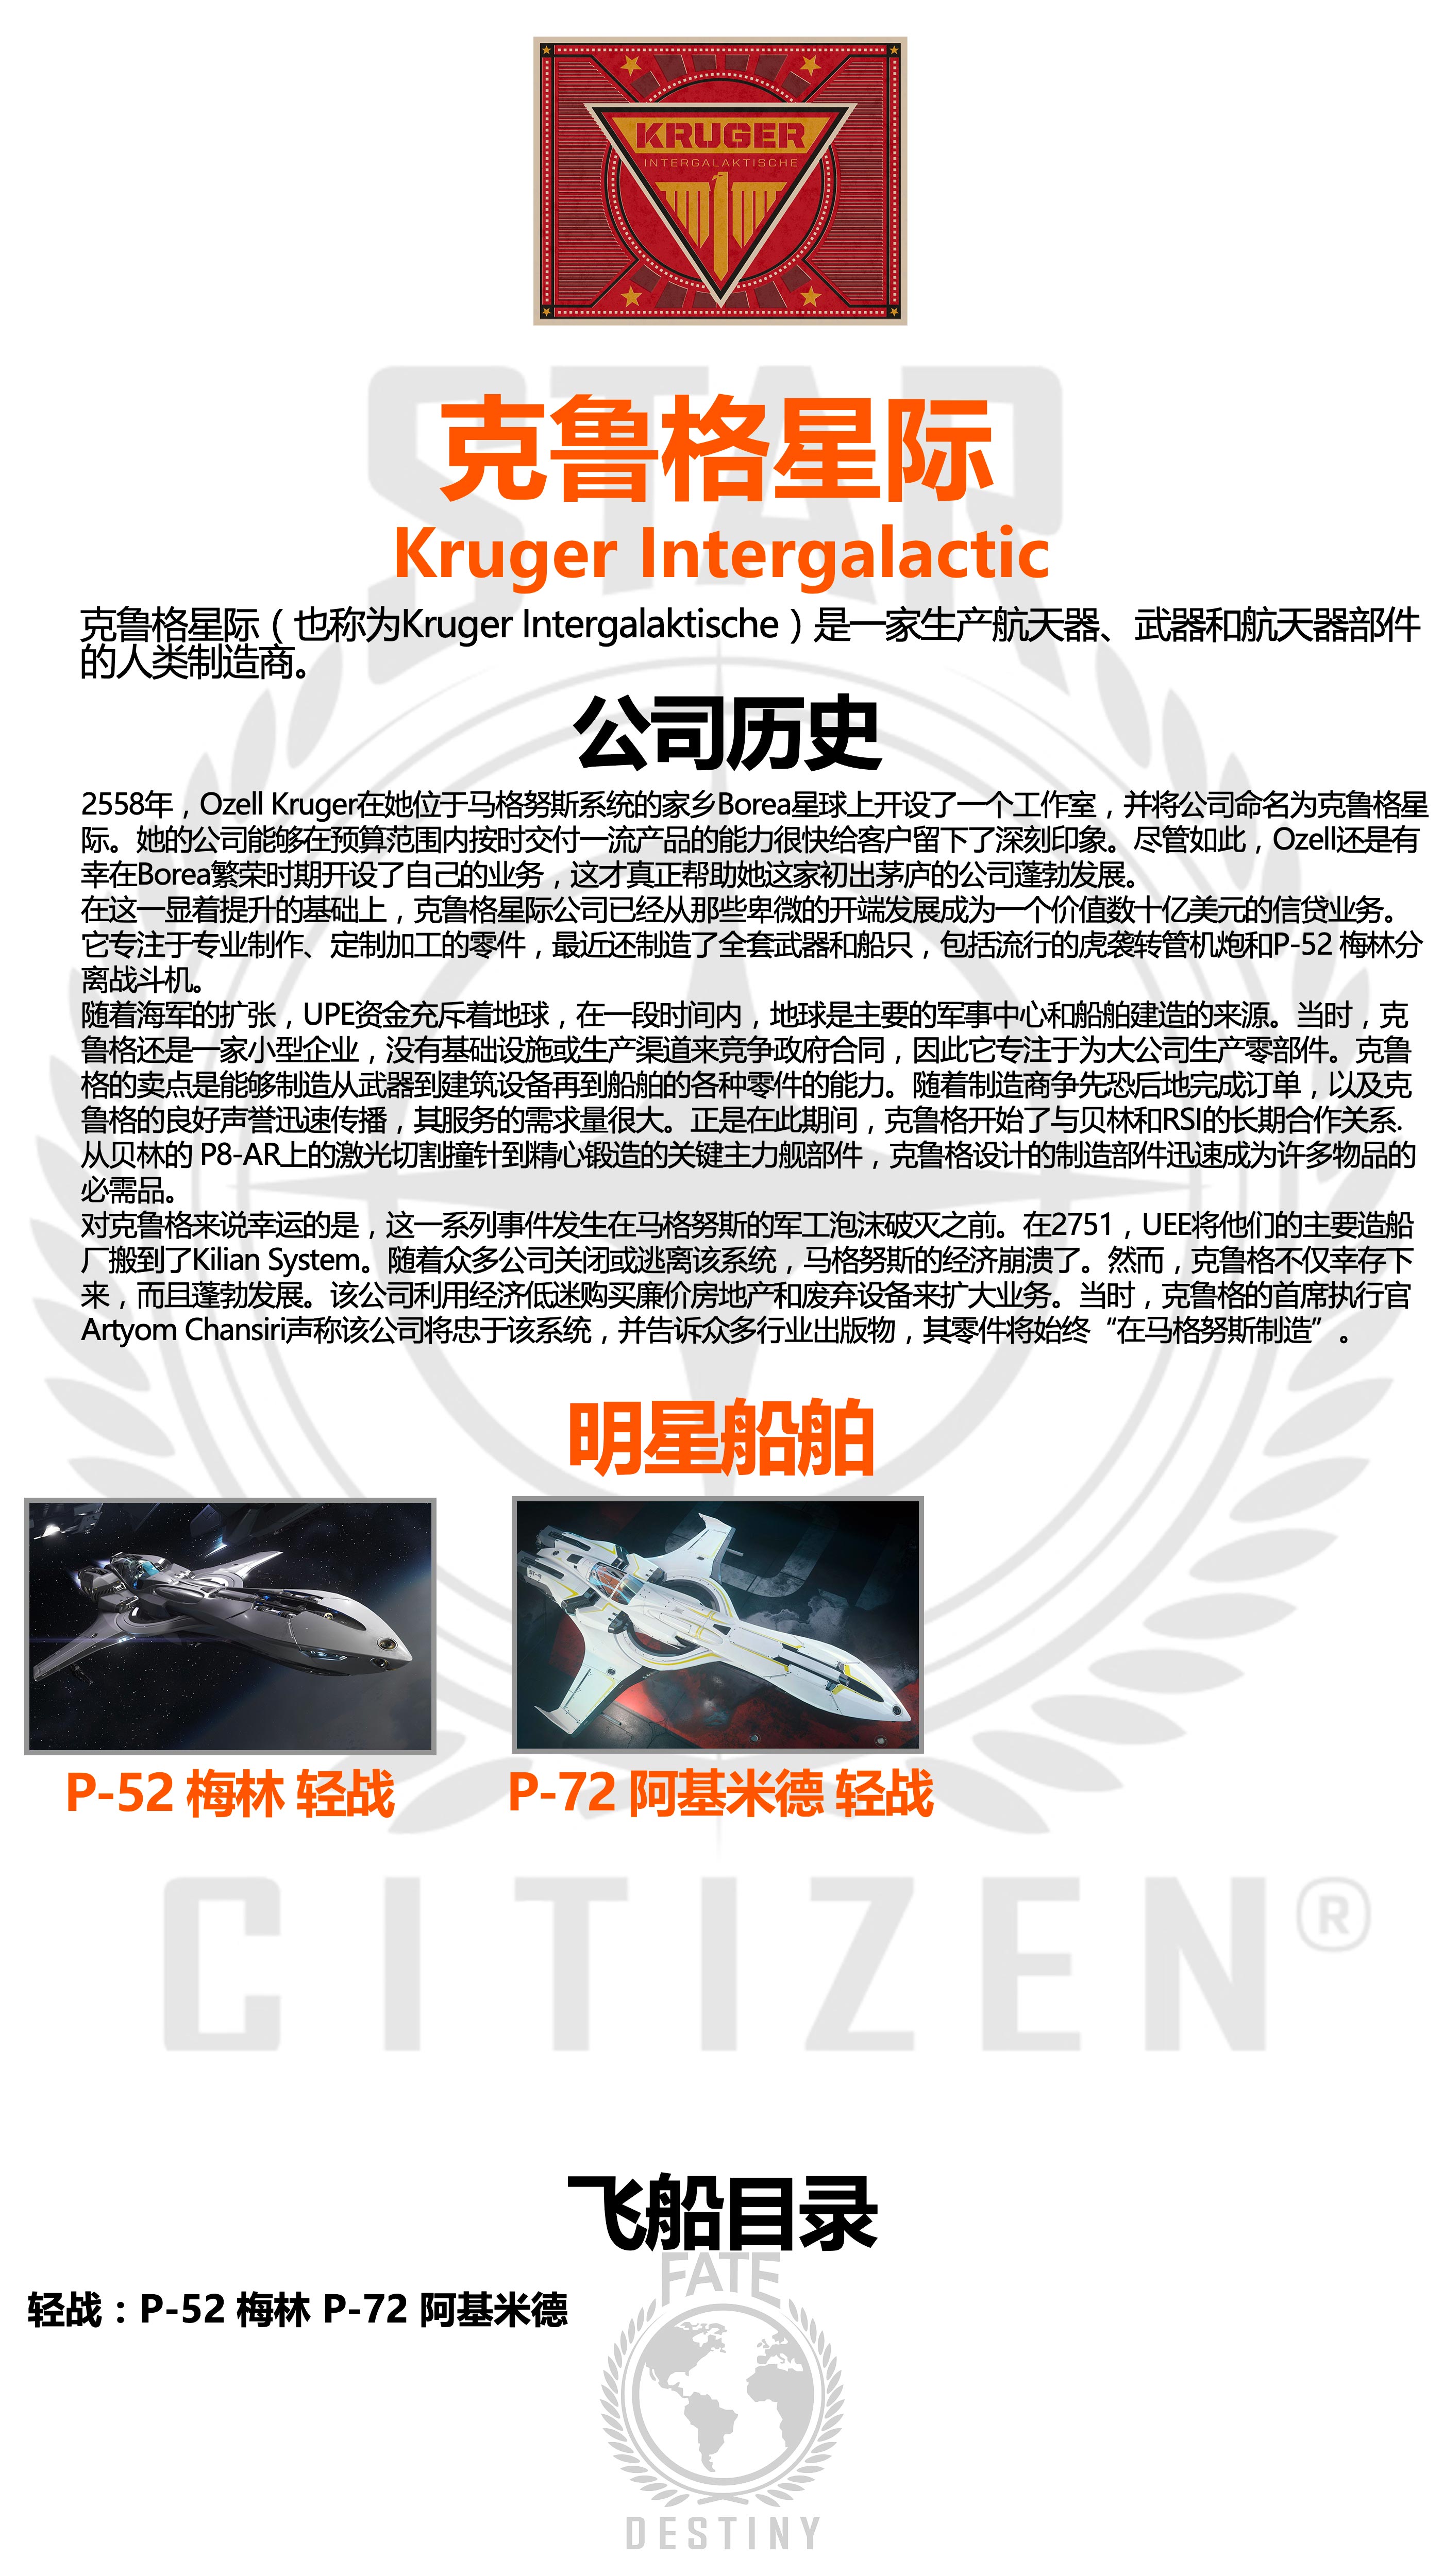 KRUGER
INTERGALAKTISCHE
STAR
克鲁格星际
Kruger Intergalactic
克鲁格星际（也称为Kruger Intergalaktische）是一家生产航天器、武器和航天器部件
的人类制造商。
公司历史
2558年，Ozell Kruger在她位于马格努斯系统的家乡Borea星球上开设了一个工作室，并将公司命名为克鲁格星
际。她的公司能够在预算范围内按时交付一流产品的能力很快给客户留下了深刻印象。尽管如此，Ozell还是有
幸在Borea繁荣时期开设了自己的业务，这才真正帮助她这家初出茅庐的公司蓬勃发展。
在这一显着提升的基础上，克鲁格星际公司已经从那些卑微的开端发展成为一个价值数十亿美元的信贷业务。
它专注于专业制作、定制加工的零件，最近还制造了全套武器和船只，包括流行的虎袭转管机炮和P-52 梅林分
离战斗机。
随着海军的扩张，UPE资金充斥着地球，在一段时间内，地球是主要的军事中心和船舶建造的来源。当时，克
鲁格还是一家小型企业，没有基础设施或生产渠道来竞争政府合同，因此它专注于为大公司生产零部件。克鲁
格的卖点是能够制造从武器到建筑设备再到船舶的各种零件的能力。随着制造商争先恐后地完成订单，以及克
鲁格的良好声誉迅速传播，其服务的需求量很大。正是在此期间，克鲁格开始了与贝林和RSI的长期合作关系.
从贝林的 P8-AR上的激光切割撞针到精心锻造的关键主力舰部件，克鲁格设计的制造部件迅速成为许多物品的
必需品。
对克鲁格来说幸运的是，这一系列事件发生在马格努斯的军工泡沫破灭之前。在2751，UEE将他们的主要造船
厂搬到了Kilian System。随着众多公司关闭或逃离该系统，马格努斯的经济崩溃了。然而，克鲁格不仅幸存下
来，而且蓬勃发展。该公司利用经济低迷购买廉价房地产和废弃设备来扩大业务。当时，克鲁格的首席执行官
Artyom Chansiri声称该公司将忠于该系统，并告诉众多行业出版物，其零件将始终“在马格努斯制造”。
明星船舶
P-52 梅林 轻战
P-72 阿基米德 轻战
CITIZEN®
飞船目录
轻战：P-52 梅林 P-72 阿基米德
FATE
DESTINY